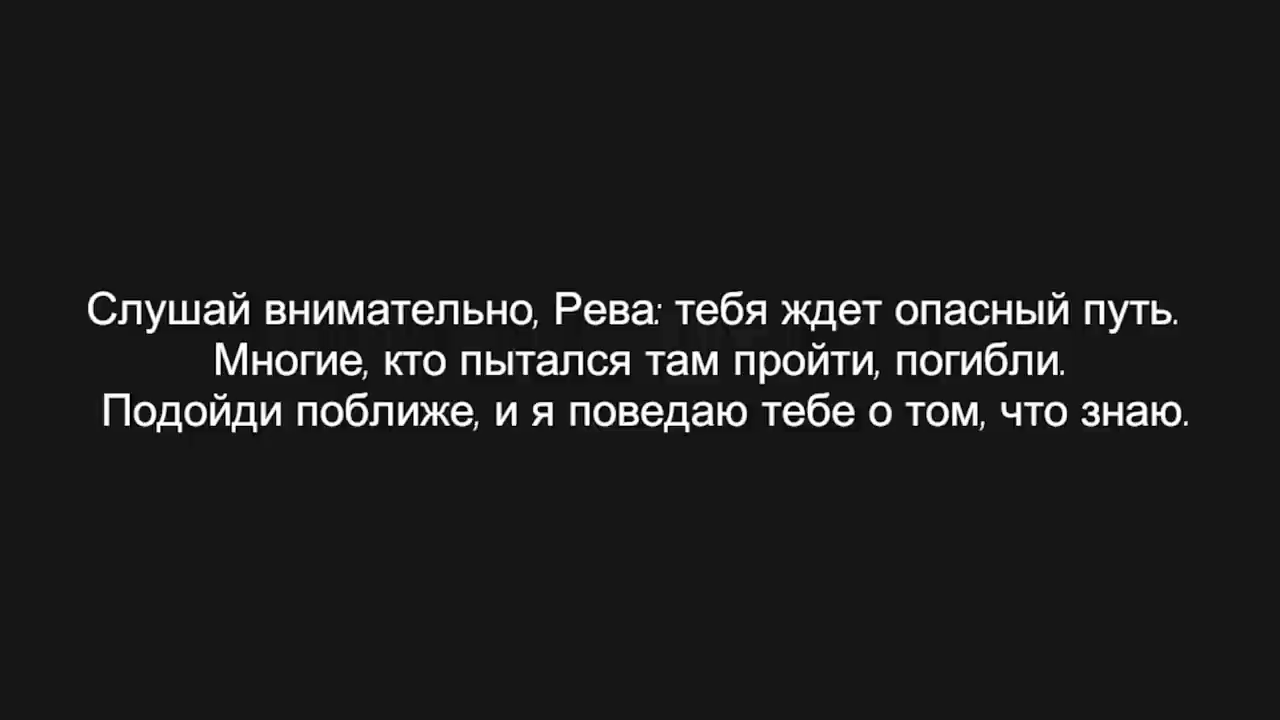 Слушай внимательно, Рева: тебя ждет опасный путь.
Многие, кто пытался там пройти, погибли.
Подойди поближе, и я поведаю тебе о том, что знаю.